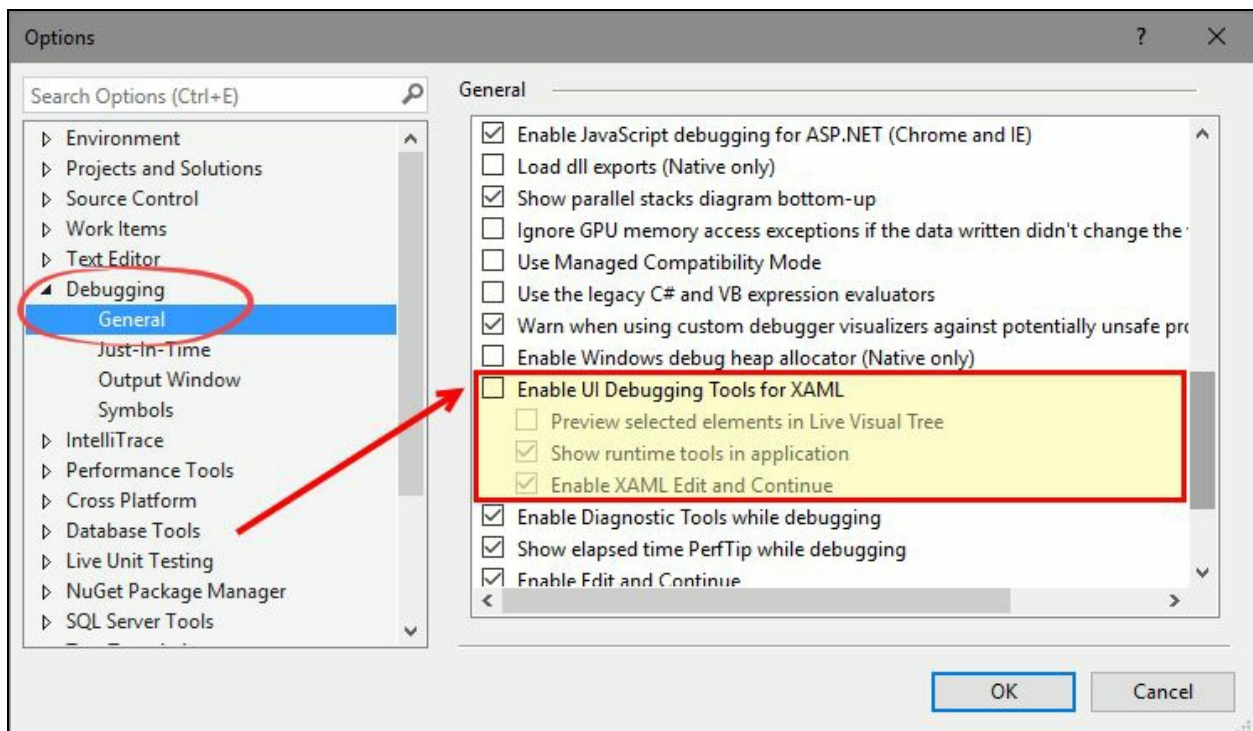 Options
?
Search Options (Ctrl+E)
Environment
Projects and Solutions
Source Control
Work Items
Text Editor
Debugging
General
Just-In-Time
Output Window
Symbols
IntelliTrace
Performance Tools
Cross Platform
Database Tools
Live Unit Testing
NuGet Package Manager
SQL Server Tools
General
Enable JavaScript debugging for ASP.NET (Chrome and IE)
Load dll exports (Native only)
Show parallel stacks diagram bottom-up
Ignore GPU memory access exceptions if the data written didn't change the
Use Managed Compatibility Mode
Use the legacy C# and VB expression evaluators
Warn when using custom debugger visualizers against potentially unsafe pro
Enable Windows debug heap allocator (Native only)
Enable UI Debugging Tools for XAML
Preview selected elements in Live Visual Tree
Show runtime tools in application
Enable XAML Edit and Continue
Enable Diagnostic Tools while debugging
Show elapsed time PerfTip while debugging
Enable Edit and Continue
OK
Cancel